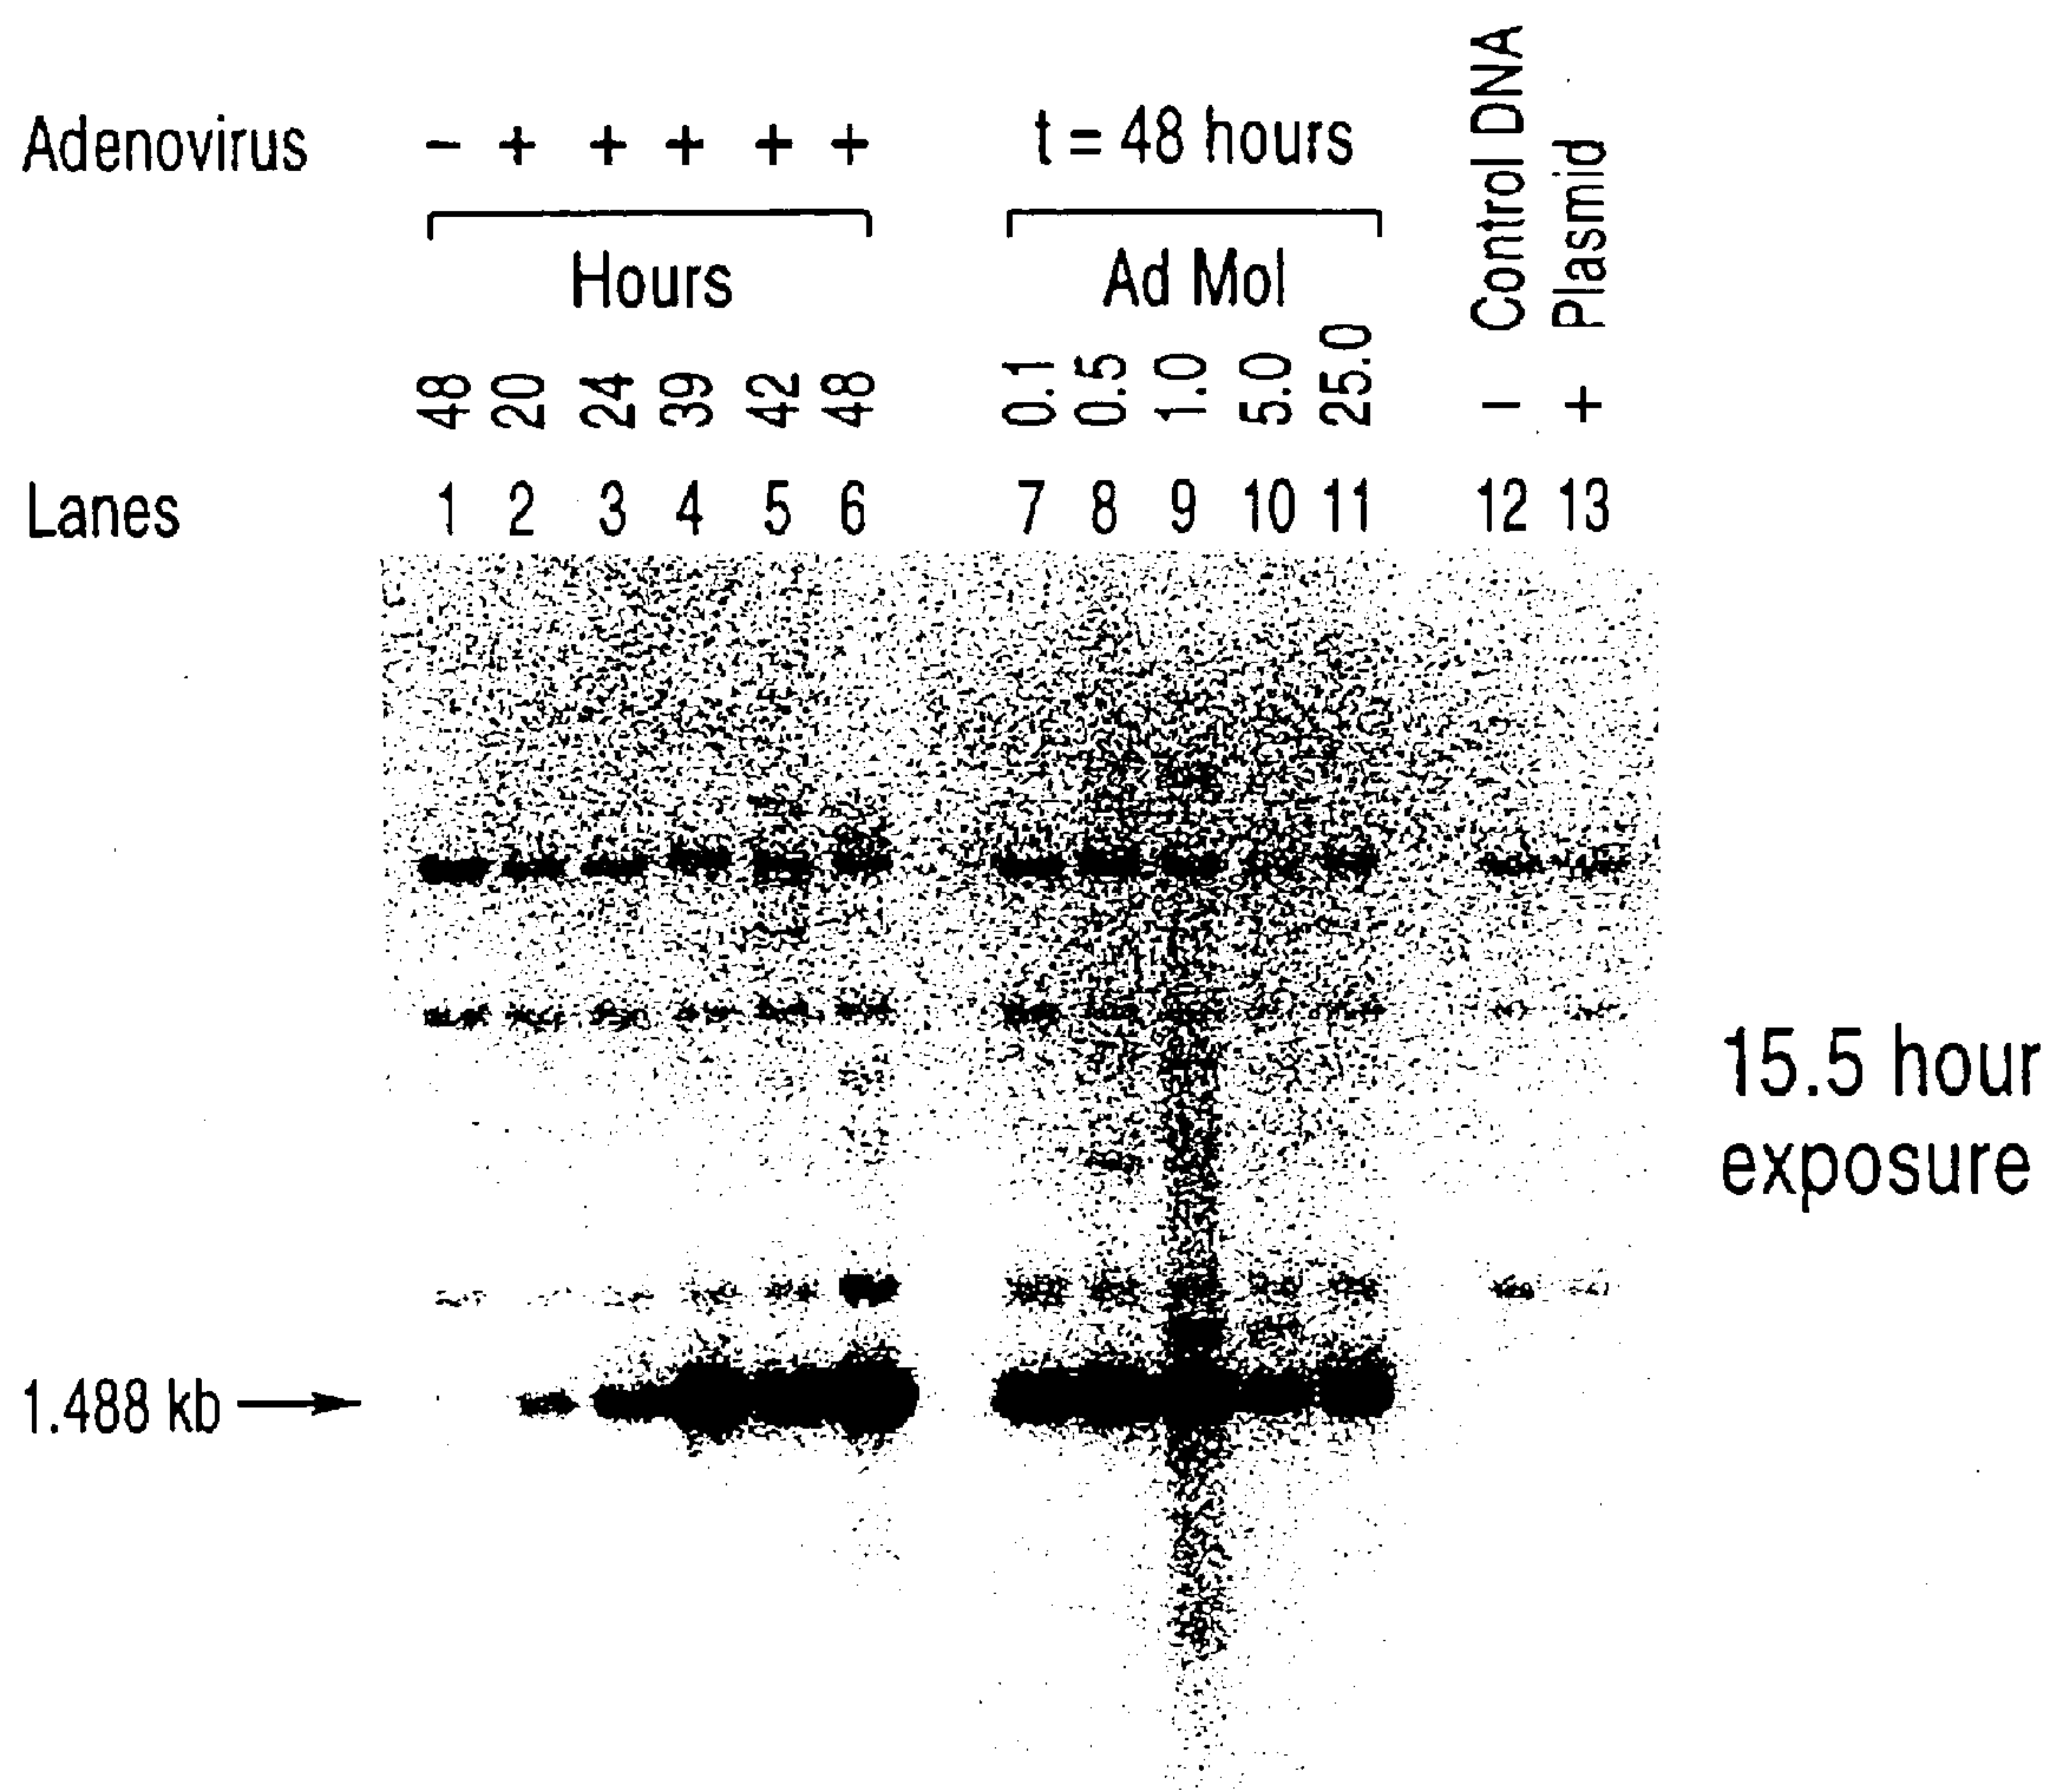 Adenovirus - + + + + + t = 48 hours
Hours Ad Mol Control DNA Plasmid
48 20 24 39 42 48 0.1 0.5 1.0 5.0 25.0 - +
Lanes 1 2 3 4 5 6 7 8 9 10 11 12 13
15.5 hour
exposure
1.488 kb